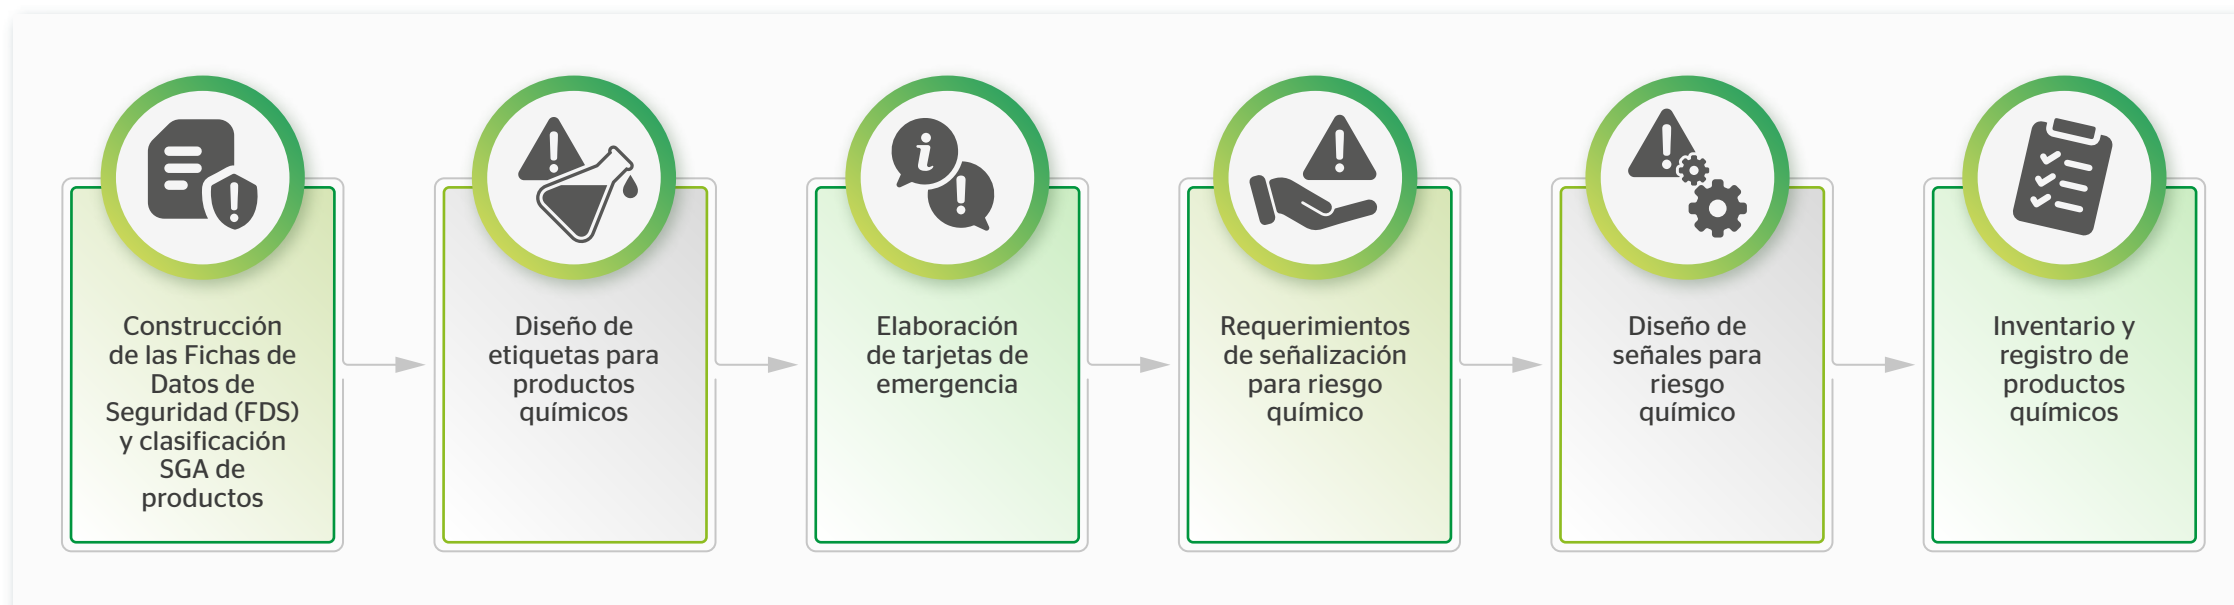 Construcción
de las Fichas de
Datos de
Seguridad (FDS)
y clasificación
SGA de
productos
Diseño de
etiquetas para
productos
químicos
Elaboración
de tarjetas de
emergencia
Requerimientos
de señalización
para riesgo
químico
Diseño de
señales para
riesgo
químico
Inventario y
registro de
productos
químicos